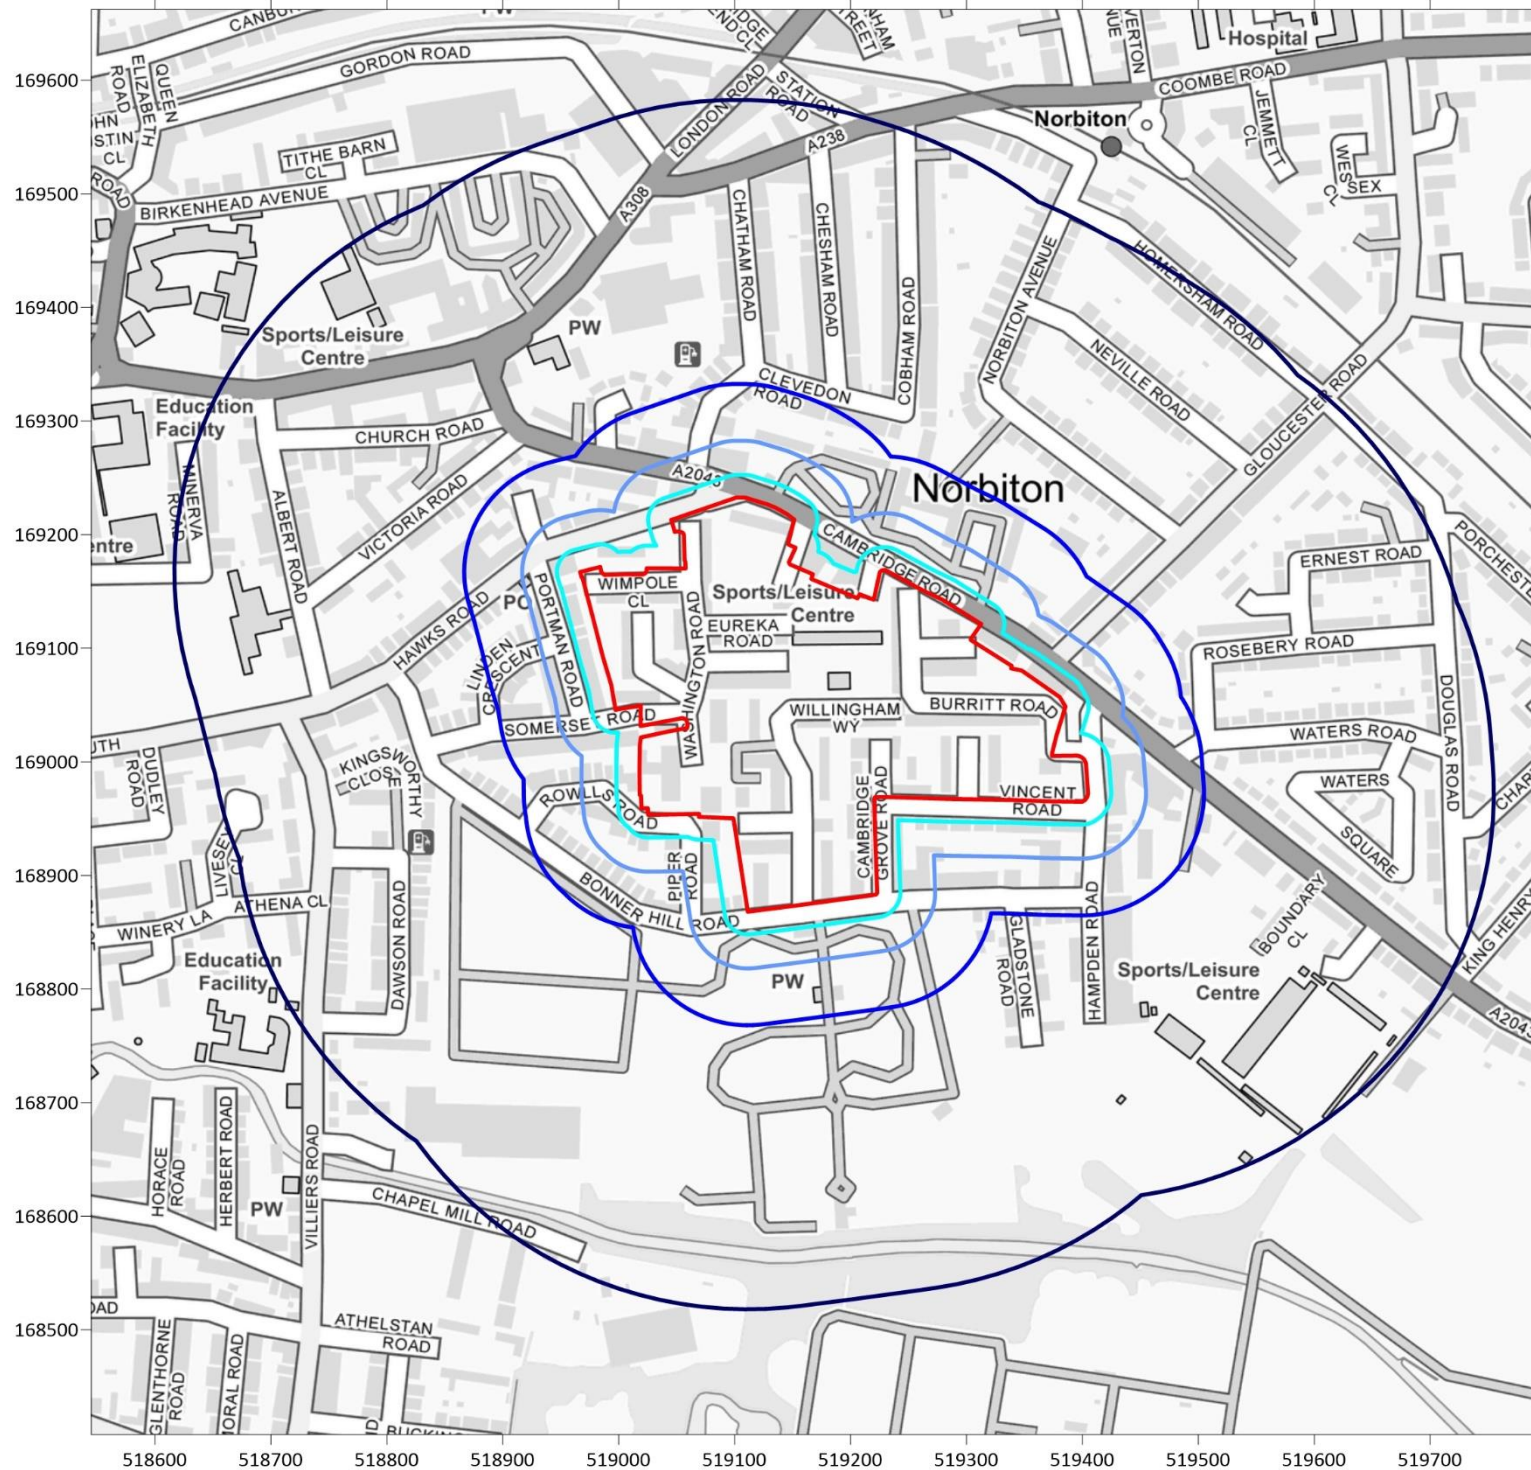 169600
169500
169400
169300
169200
169100
169000
168900
168800
168700
168600
168500
518600
518700
518800
518900
519000
519100
519200
519300
519400
519500
519600
519700
GORDON ROAD
QUEEN
ELIZABETH
ROAD
TITHE BARN
CL
BIRKENHEAD AVENUE
LONDON ROAD
STATION
ROAD
A308
A238
COOMBE ROAD
Hospital
Norbiton
JEMMETT
CL
CHATHAM ROAD
CHESHAM ROAD
COBHAM ROAD
NORBITON AVENUE
HOMERSHAM ROAD
NEVILLE ROAD
GLOUCESTER ROAD
Sports/Leisure
Centre
PW
Education
Facility
CHURCH ROAD
CLEVEDON
ROAD
A2043
Norbiton
MINERVA
ROAD
ALBERT ROAD
VICTORIA ROAD
CAMBRIDGE ROAD
ERNEST ROAD
ROSEBERY ROAD
DOUGLAS ROAD
HAWKS ROAD
PORTMAN ROAD
WIMPOLE
CL
Sports/Leisure
Centre
EUREKA
ROAD
WASHINGTON ROAD
LINDEN
CRESCENT
SOMERSET ROAD
WILLINGHAM
WY
BURRITT ROAD
WATERS ROAD
WATERS
SQUARE
DUDLEY
ROAD
KINGSWORTHY
CLOSE
ROWLLS ROAD
CAMBRIDGE
GROVE ROAD
VINCENT
ROAD
PIPER
ROAD
BONNER HILL ROAD
LIVESEY
CL
WINERY LA
ATHENA CL
DAWSON ROAD
Education
Facility
PW
GLADSTONE
ROAD
HAMPDEN ROAD
BOUNDARY
CL
Sports/Leisure
Centre
KING HENRY
A2043
HORACE
ROAD
HERBERT ROAD
PW
VILLIERS ROAD
CHAPEL MILL ROAD
ATHELSTAN
ROAD
GLENTHORNE
ROAD